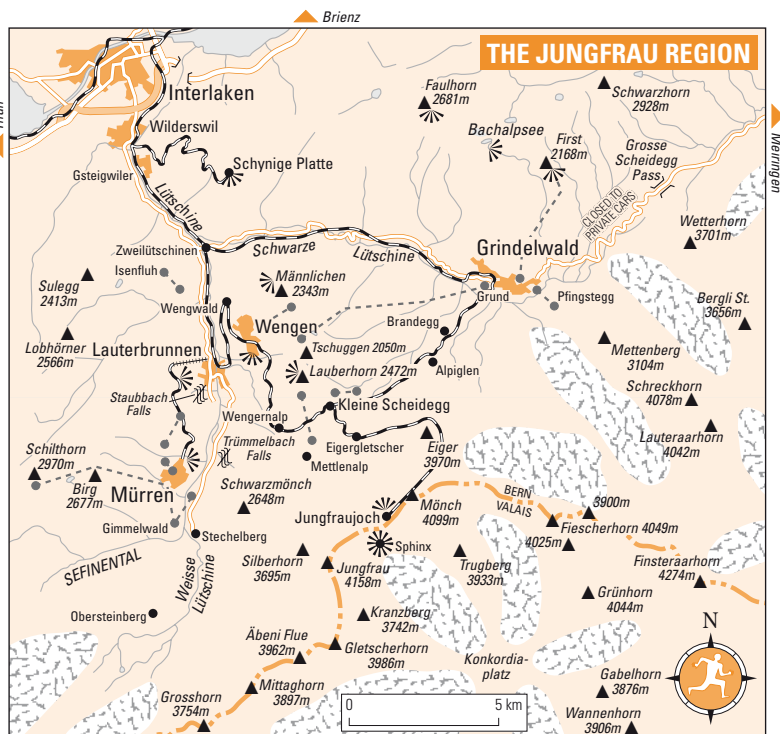 Brienz
THE JUNGFRAU REGION
Thun
Meiringen
Interlaken
Wilderswil
Gsteigwiler
Schynige Platte
Faulhorn
2681m
Schwarzhorn
2928m
Bachalpsee
First
2168m
Grosse
Scheidegg
Pass
CLOSED TO
PRIVATE CARS
Wetterhorn
3701m
Lütschine
Zweilütschinen
Schwarze
Lütschine
Grindelwald
Grund
Pfingstegg
Isenfluh
Sulegg
2413m
Männlichen
2343m
Wengwald
Wengen
Brandegg
Bergli St.
3656m
Lobhörner
2566m
Lauterbrunnen
Tschuggen 2050m
Alpiglen
Mettenberg
3104m
Lauberhorn 2472m
Schreckhorn
4078m
Staubbach
Falls
Kleine Scheidegg
Wengernalp
Lauteraarhorn
4042m
Trümmelbach
Falls
Eigergletscher
Mettlenalp
Eiger
3970m
Schilthorn
2970m
Birg
2677m
Mürren
Schwarzmönch
2648m
Mönch
4099m
BERN
VALAIS
3900m
Gimmelwald
Jungfraujoch
Fiescherhorn 4049m
4025m
Stechelberg
Sphinx
SEFINENTAL
Weisse
Lütschine
Silberhorn
3695m
Jungfrau
4158m
Trugberg
3933m
Finsteraarhorn
4274m
Grünhorn
4044m
Obersteinberg
Kranzberg
3742m
N
Äbeni Flue
3962m
Gletscherhorn
3986m
Konkordia-
platz
Gabelhorn
3876m
Mittaghorn
3897m
Grosshorn
3754m
Wannenhorn
3906m
0
5 km